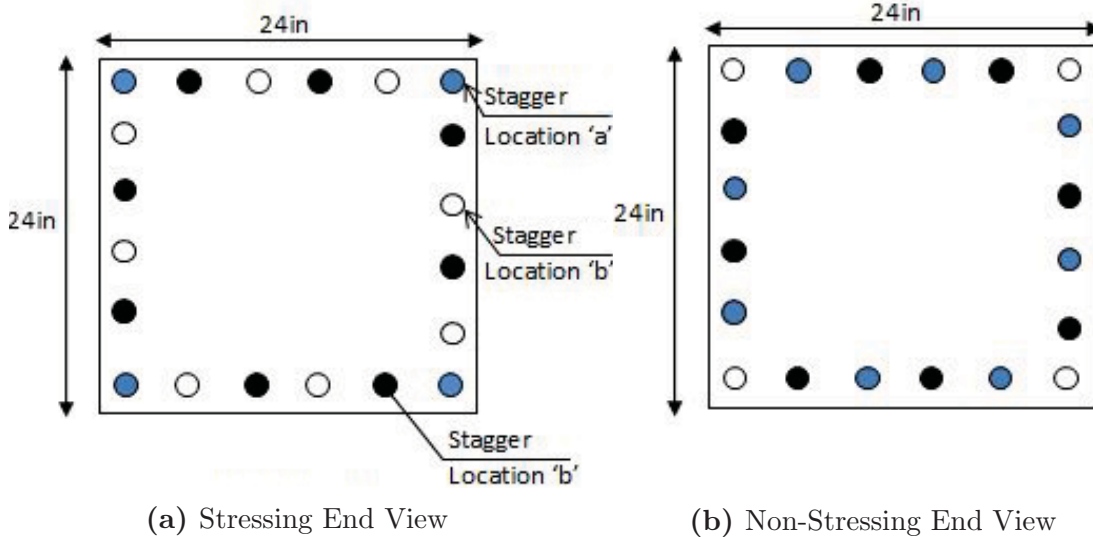 24in
24in
Stagger
Location 'a'
Stagger
Location 'b'
Stagger
Location 'b'
(a) Stressing End View
24in
24in
(b) Non-Stressing End View